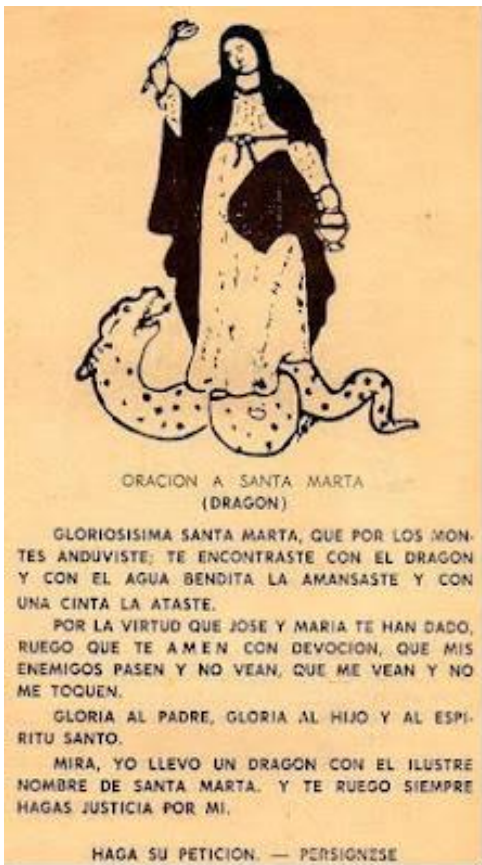 ORACION A SANTA MARTA
(DRAGON)
GLORIOSISIMA SANTA MARTA, QUE POR LOS MON-
TES ANDUVISTE; TE ENCONTRASTE CON EL DRAGON
Y CON EL AGUA BENDITA LA AMANSASTE Y CON
UNA CINTA LA ATASTE.
POR LA VIRTUD QUE JOSE Y MARIA TE HAN DADO,
RUEGO QUE TE AMEN CON DEVOCION, QUE MIS
ENEMIGOS PASEN Y NO VEAN, QUE ME VEAN Y NO
ME TOQUEN.
GLORIA AL PADRE, GLORIA AL HIJO Y AL ESPI-
RITU SANTO.
MIRA, YO LLEVO UN DRAGON CON EL ILUSTRE
NOMBRE DE SANTA MARTA. Y TE RUEGO SIEMPRE
HAGAS JUSTICIA POR MI.
HAGA SU PETICION. — PERSIGNESE